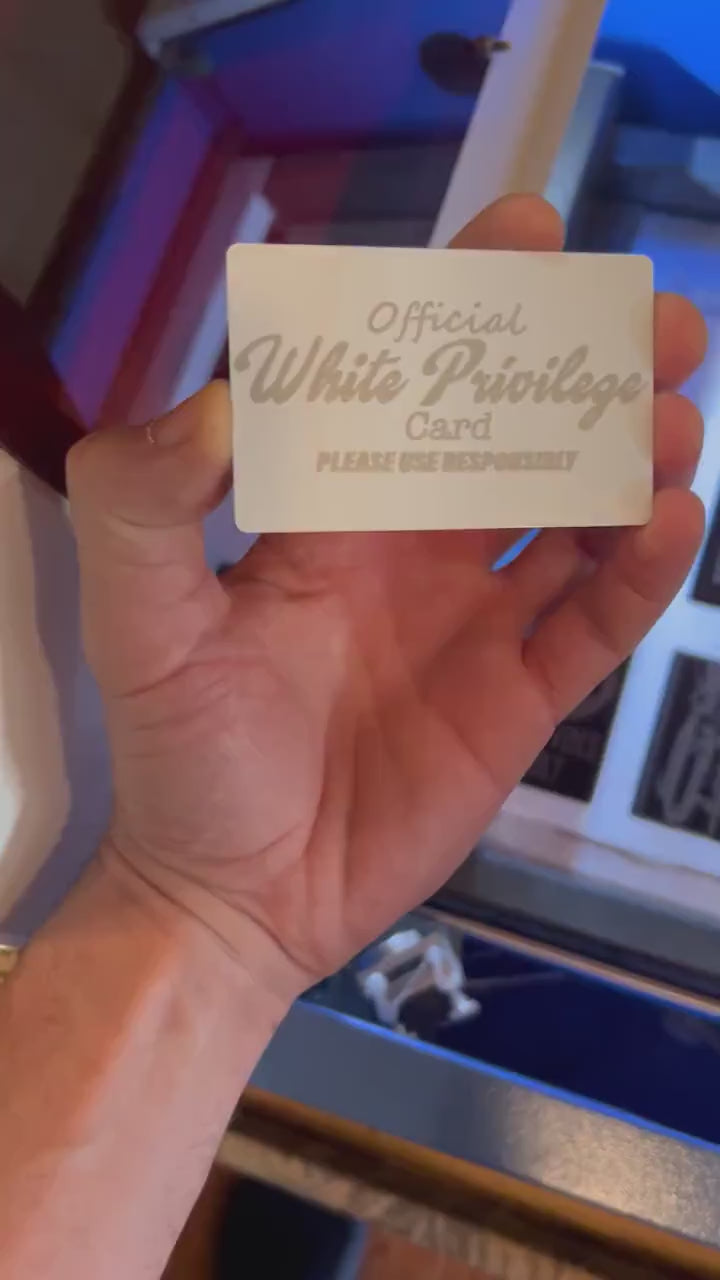 Official
White Privilege
Card
PLEASE USE RESPONSIBLY